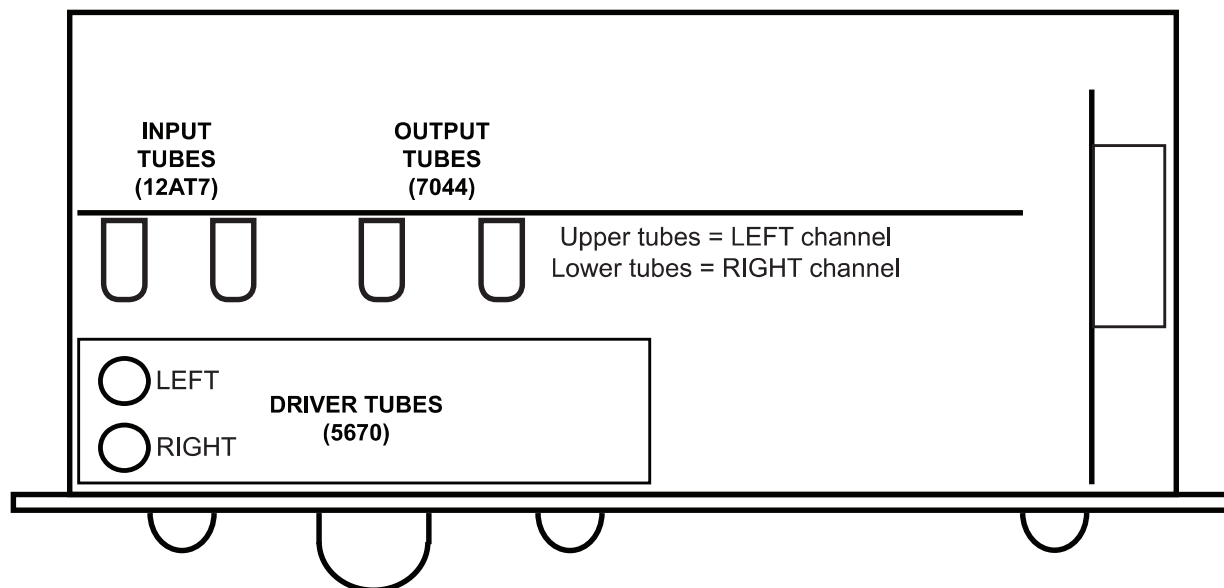 INPUT
TUBES
(12AT7)
OUTPUT
TUBES
(7044)
Upper tubes = LEFT channel
Lower tubes = RIGHT channel
LEFT
RIGHT
DRIVER TUBES
(5670)